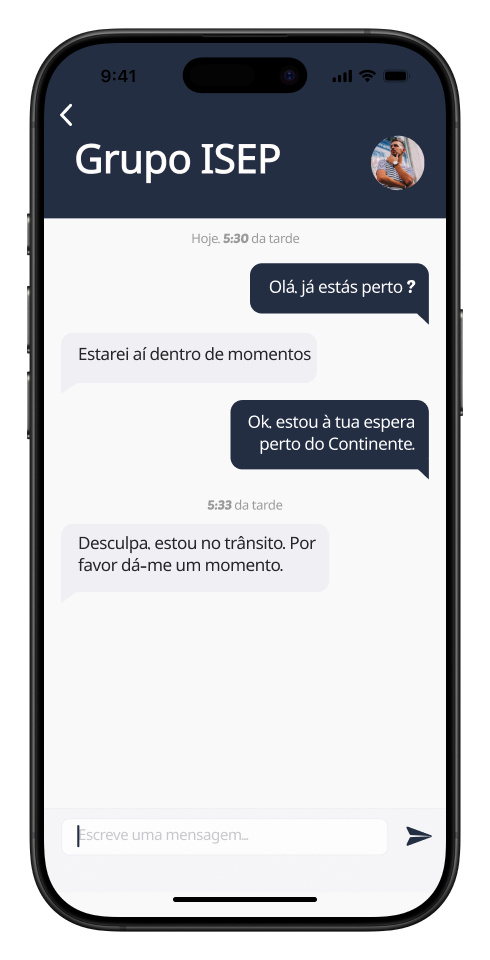 9:41
Grupo ISEP
Hoje, 5:30 da tarde
Olá, já estás perto ?
Estarei aí dentro de momentos
Ok, estou à tua espera
perto do Continente.
5:33 da tarde
Desculpa, estou no trânsito. Por
favor dá-me um momento.
Escreve uma mensagem...